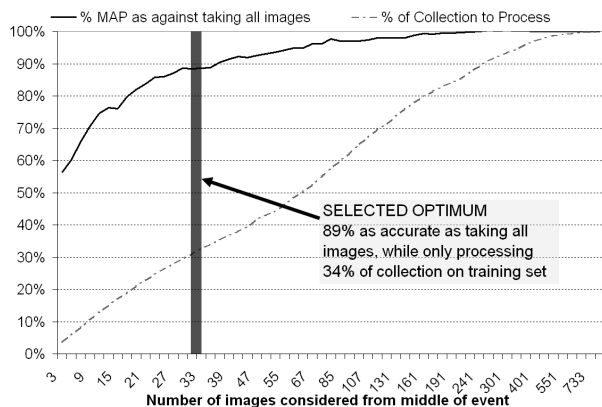 % MAP as against taking all images % of Collection to Process
100%
90%
80%
70%
60%
50%
40%
30%
20%
10%
0%
SELECTED OPTIMUM
89% as accurate as taking all
images, while only processing
34% of collection on training set
3 9 15 21 27 33 39 47 55 67 85 107 131 161 191 241 301 401 551 733
Number of images considered from middle of event